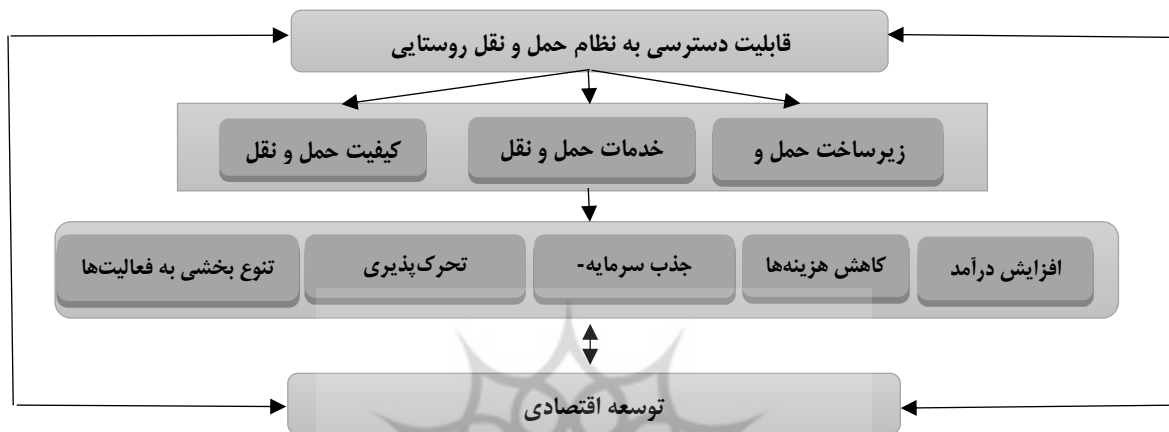 قابلیت دسترسی به نظام حمل و نقل روستایی
زیرساخت حمل و
خدمات حمل و نقل
کیفیت حمل و نقل
افزایش درآمد
کاهش هزینه‌ها
جذب سرمایه-
تحرک‌پذیری
تنوع بخشی به فعالیت‌ها
توسعه اقتصادی